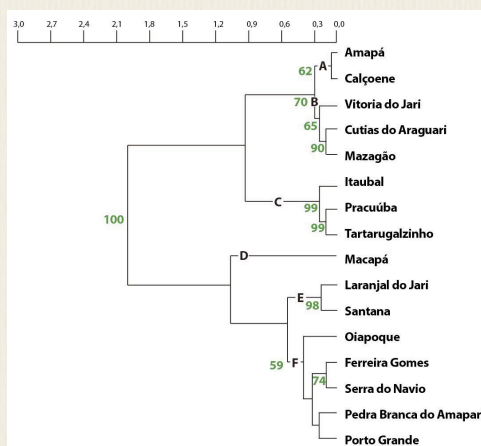 3,0 2,7 2,4 2,1 1,8 1,5 1,2 0,9 0,6 0,3 0,0
Amapá
A
62
Calçoene
70 B
Vitoria do Jari
65
Cutias do Araguari
90
Mazagão
Itaubal
C
99
Pracuúba
100
99
Tartarugalzinho
D
Macapá
Laranjal do Jari
E
98
Santana
Oiapoque
59 F
Ferreira Gomes
74
Serra do Navio
Pedra Branca do Amapar
Porto Grande